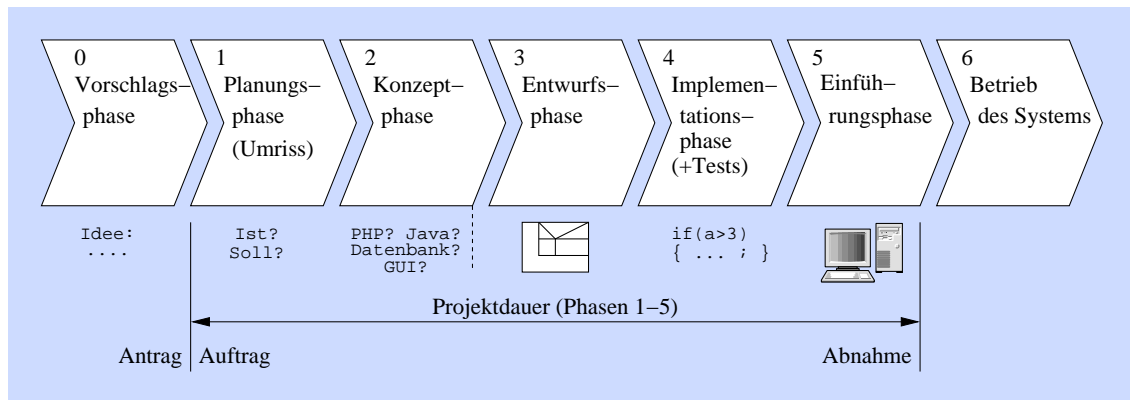 0
Vorschlags–
phase
1
Planungs–
phase
(Umriss)
2
Konzept–
phase
3
Entwurfs–
phase
4
Implemen–
tations–
phase
(+Tests)
5
Einfüh–
rungsphase
6
Betrieb
des Systems
Idee:
....
Ist?
Soll?
PHP? Java?
Datenbank?
GUI?
if(a>3)
{ ... ; }
Projektdauer (Phasen 1–5)
Antrag
Auftrag
Abnahme